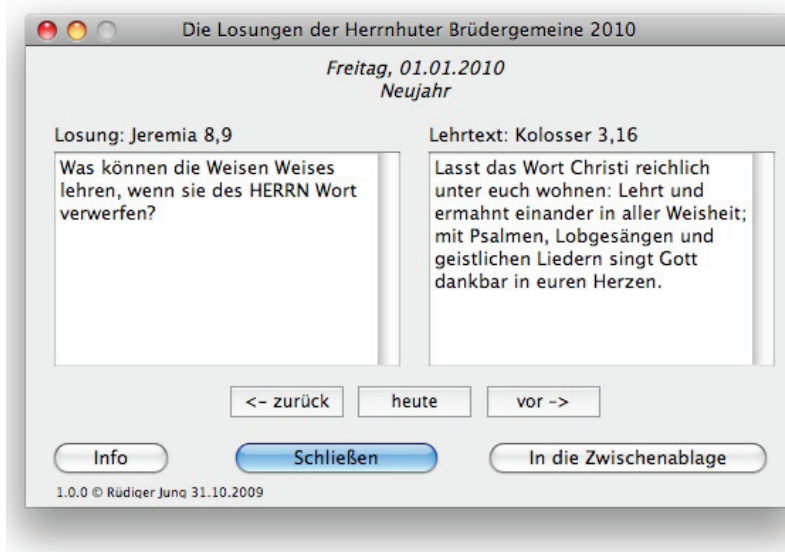 Die Losungen der Herrnhuter Brüdergemeine 2010
Freitag, 01.01.2010
Neujahr
Losung: Jeremia 8,9
Was können die Weisen Weises
lehren, wenn sie des HERRN Wort
verwerfen?
Lehrtext: Kolosser 3,16
Lasst das Wort Christi reichlich
unter euch wohnen: Lehrt und
ermahnt einander in aller Weisheit;
mit Psalmen, Lobgesängen und
geistlichen Liedern singt Gott
dankbar in euren Herzen.
<- zurück
heute
vor ->
Info
Schließen
In die Zwischenablage
1.0.0 © Rüdiger Jung 31.10.2009